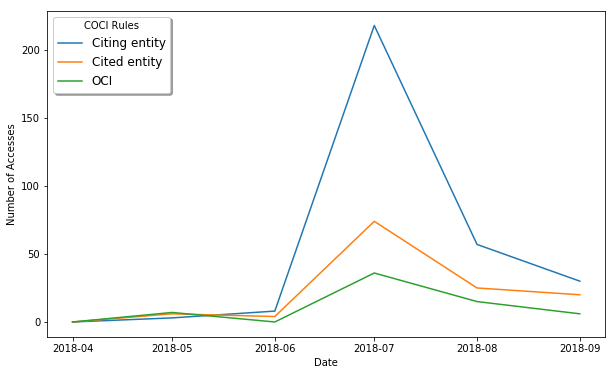 COCI Rules
Citing entity
Cited entity
OCI
Number of Accesses
200
150
100
50
0
2018-04 2018-05 2018-06 2018-07 2018-08 2018-09
Date